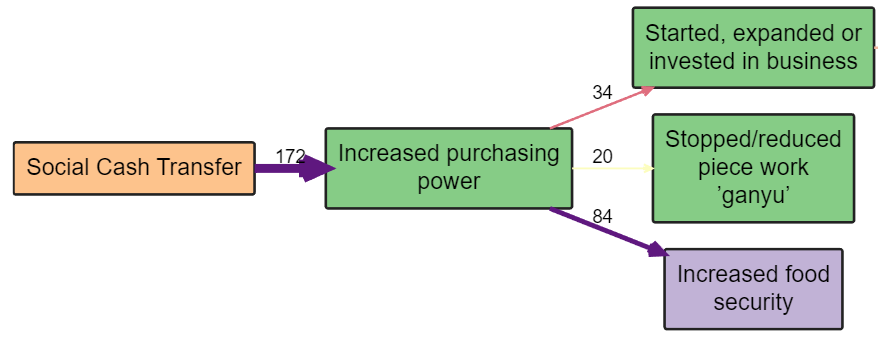 Started, expanded or
invested in business
34
Social Cash Transfer
172
Increased purchasing
power
20
Stopped/reduced
piece work
’ganyu’
84
Increased food
security